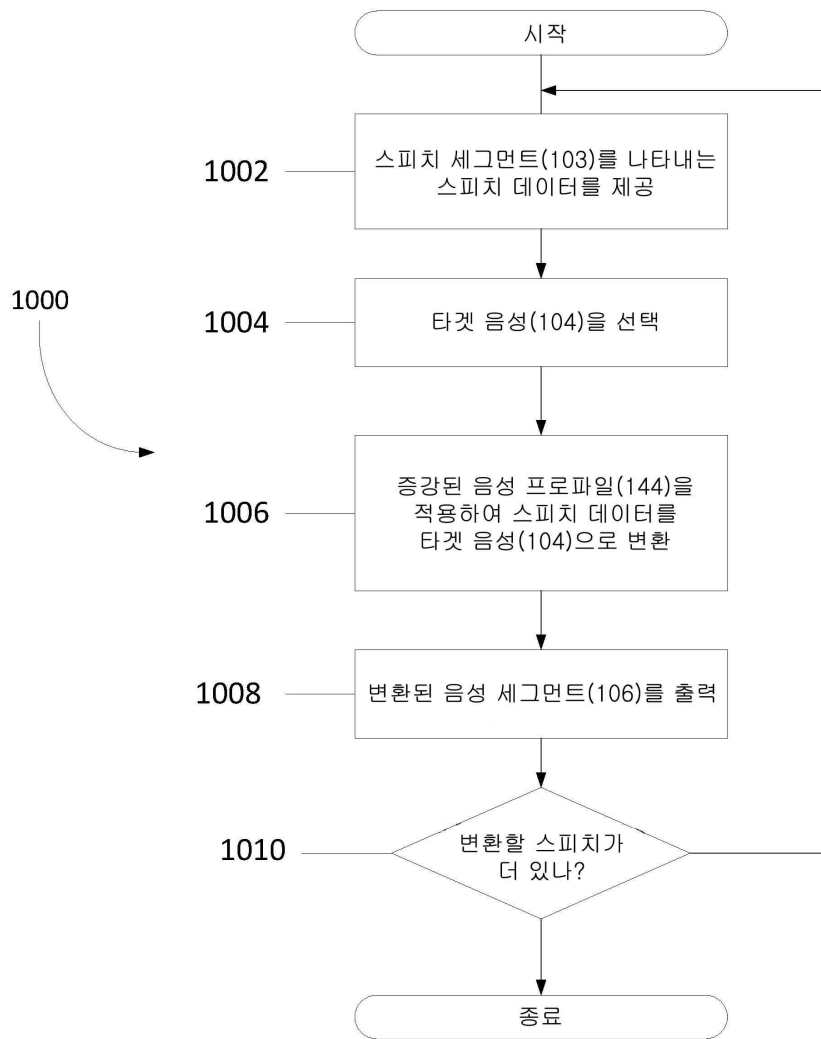 시작
1002
스피치 세그먼트(103)를 나타내는
스피치 데이터를 제공
1000
1004
타겟 음성(104)을 선택
1006
증강된 음성 프로파일(144)을
적용하여 스피치 데이터를
타겟 음성(104)으로 변환
1008
변환된 음성 세그먼트(106)를 출력
1010
변환할 스피치가
더 있나?
종료